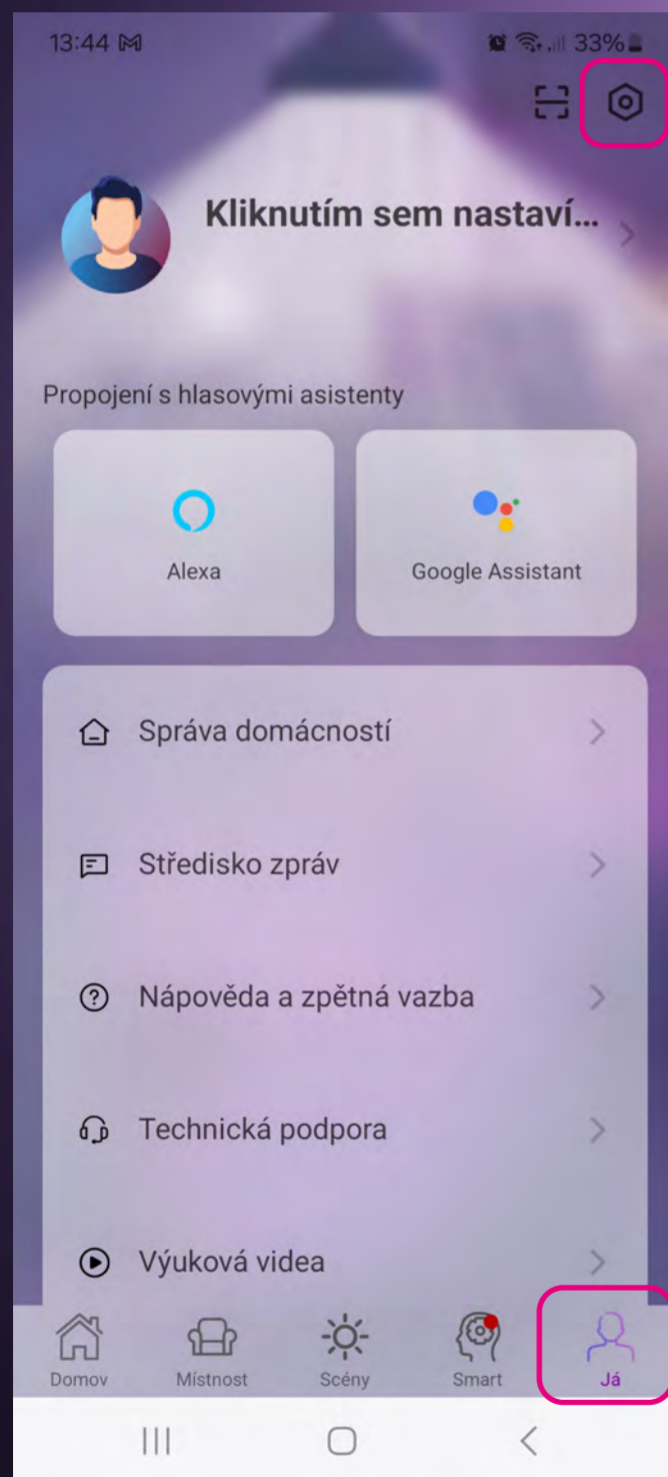 13:44
33%
Kliknutím sem nastaví...
Propojení s hlasovými asistenty
Alexa
Google Assistant
Správa domácností
Středisko zpráv
Nápověda a zpětná vazba
Technická podpora
Výuková videa
Domov
Místnost
Scény
Smart
Já